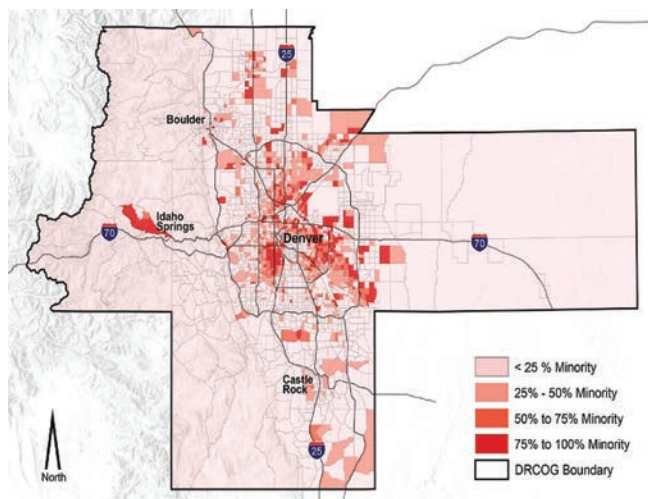 25
Boulder
Idaho
Springs
70
Denver
70
Castle
Rock
25
< 25 % Minority
25% - 50% Minority
50% to 75% Minority
75% to 100% Minority
DRCOG Boundary
North